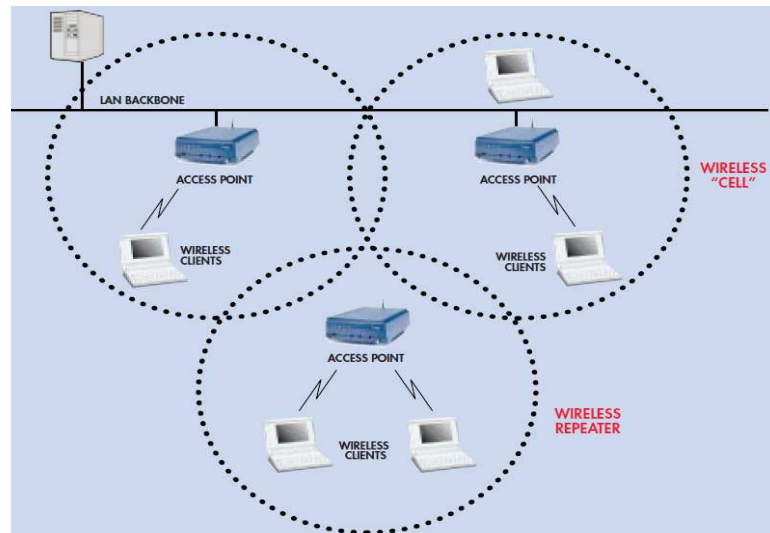 LAN BACKBONE
ACCESS POINT
ACCESS POINT
WIRELESS
"CELL"
WIRELESS
CLIENTS
WIRELESS
CLIENTS
ACCESS POINT
WIRELESS
CLIENTS
WIRELESS
REPEATER